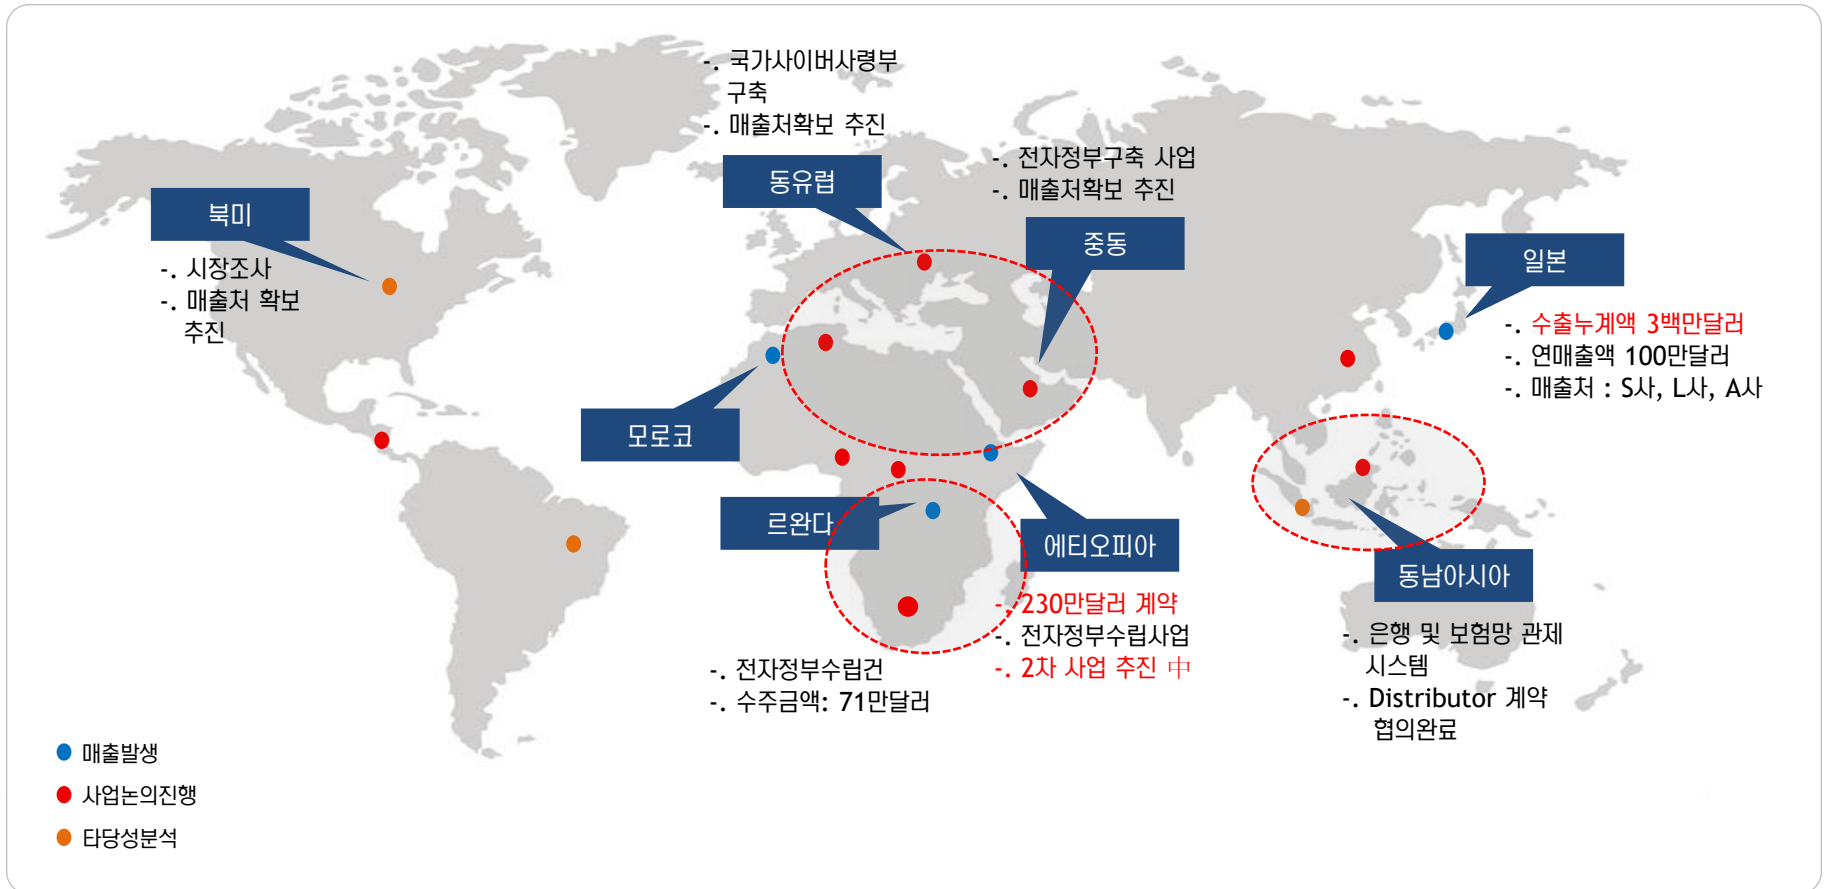 -. 국가사이버사령부
구축
-. 매출처확보 추진
동유럽
-. 전자정부구축 사업
-. 매출처확보 추진
중동
북미
-. 시장조사
-. 매출처 확보
추진
일본
-. 수출누계액 3백만달러
-. 연매출액 100만달러
-. 매출처 : S사, L사, A사
모로코
르완다
-. 전자정부수립건
-. 수주금액: 71만달러
에티오피아
-. 230만달러 계약
-. 전자정부수립사업
-. 2차 사업 추진 中
동남아시아
-. 은행 및 보험망 관제
시스템
-. Distributor 계약
협의완료
매출발생
사업논의진행
타당성분석